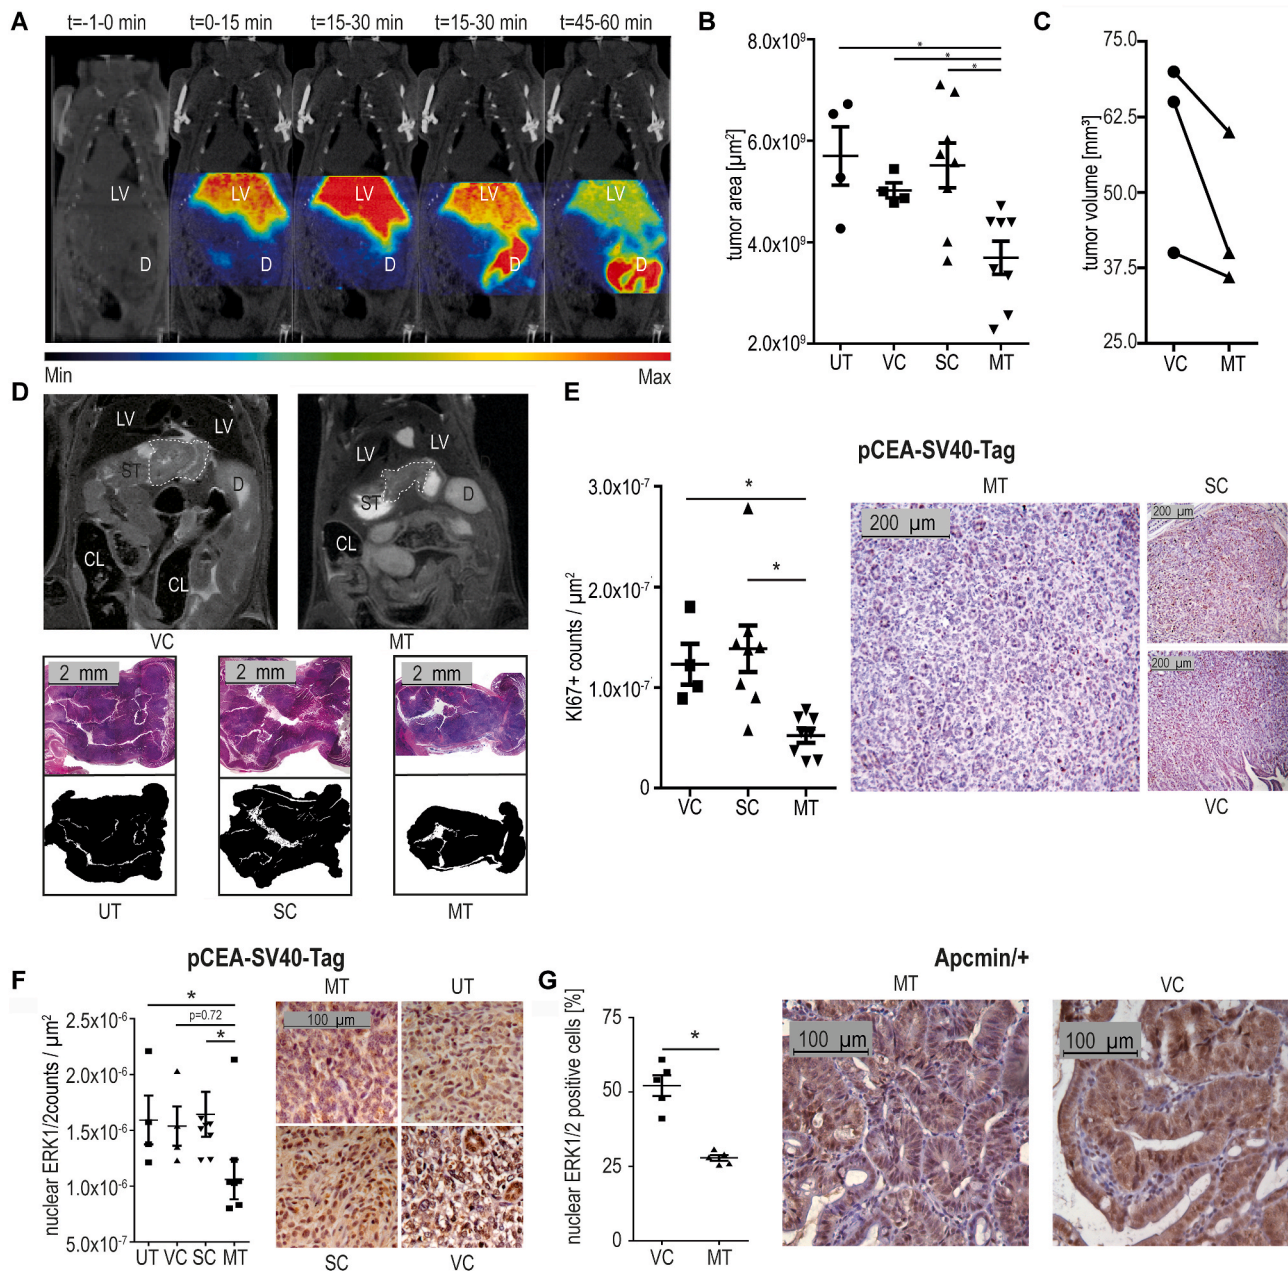 A
t=-1-0 min
t=0-15 min
t=15-30 min
t=15-30 min
t=45-60 min
LV
LV
LV
LV
LV
D
D
D
D
D
Min
Max
B
tumor area [µm²]
8.0x10⁹
6.0x10⁹
4.0x10⁹
2.0x10⁹
*
*
*
UT
VC
SC
MT
C
tumor volume [mm³]
75.0
62.5
50.0
37.5
25.0
VC
MT
D
LV
LV
ST
D
CL
CL
VC
LV
LV
ST
D
CL
MT
2 mm
2 mm
2 mm
UT
SC
MT
E
pCEA-SV40-Tag
KI67+ counts / µm²
3.0x10⁻⁷
2.0x10⁻⁷
1.0x10⁻⁷
0
*
*
VC
SC
MT
MT
200 µm
SC
200 µm
200 µm
VC
F
pCEA-SV40-Tag
nuclear ERK1/2counts / µm²
2.5x10⁻⁶
2.0x10⁻⁶
1.5x10⁻⁶
1.0x10⁻⁶
5.0x10⁻⁷
*
p=0.72
*
UT
VC
SC
MT
MT
UT
100 µm
SC
VC
G
Apcmin/+
nuclear ERK1/2 positive cells [%]
75
50
25
0
*
VC
MT
MT
100 µm
VC
100 µm